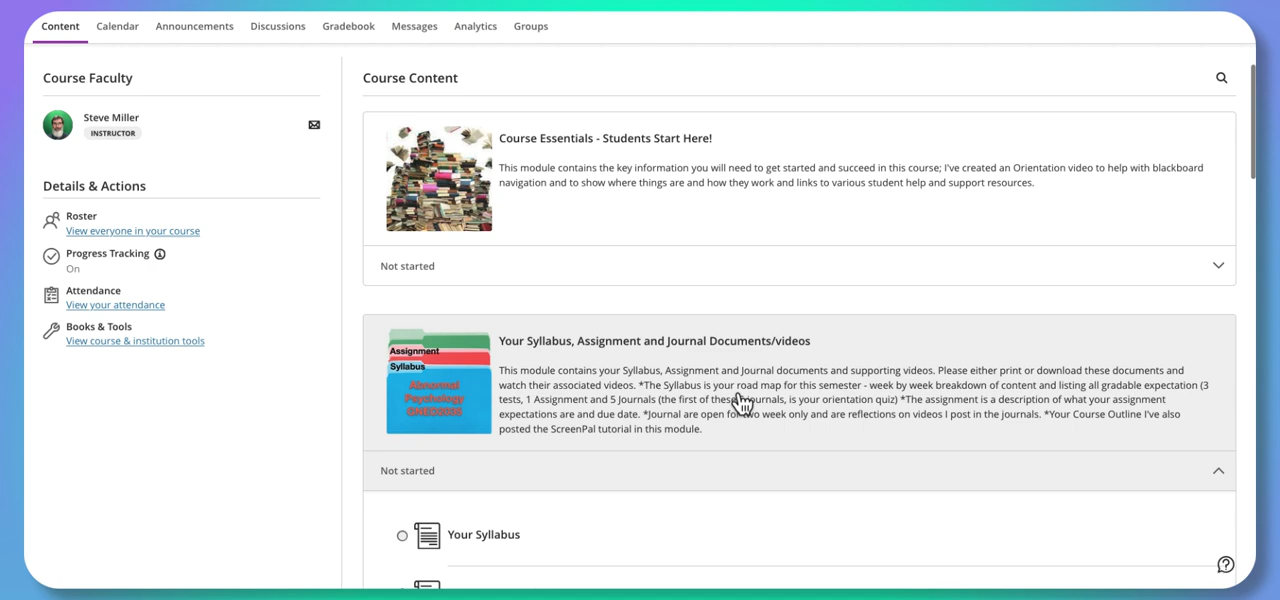 Content Calendar Announcements Discussions Gradebook Messages Analytics Groups
Course Faculty
Steve Miller
INSTRUCTOR
Details & Actions
Roster
View everyone in your course
Progress Tracking
On
Attendance
View your attendance
Books & Tools
View course & institution tools
Course Content
Course Essentials - Students Start Here!
This module contains the key information you will need to get started and succeed in this course; I've created an Orientation video to help with blackboard
navigation and to show where things are and how they work and links to various student help and support resources.
Not started
Assignment
Syllabus
Abnormal
Psychology
Your Syllabus, Assignment and Journal Documents/videos
This module contains your Syllabus, Assignment and Journal documents and supporting videos. Please either print or download these documents and
watch their associated videos. *The Syllabus is your road map for this semester - week by week breakdown of content and listing all gradable expectation (3
tests, 1 Assignment and 5 Journals (the first of these journals, is your orientation quiz) *The assignment is a description of what your assignment
expectations are and due date. *Journal are open for two week only and are reflections on videos I post in the journals. *Your Course Outline I've also
posted the ScreenPal tutorial in this module.
Not started
Your Syllabus